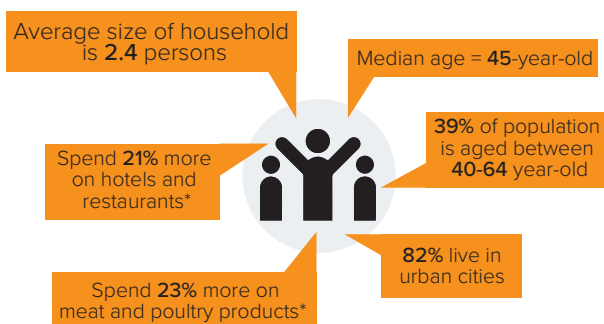 Average size of household
is 2.4 persons
Median age = 45-year-old
39% of population
is aged between
40-64 year-old
Spend 21% more
on hotels and
restaurants*
82% live in
urban cities
Spend 23% more on
meat and poultry products*